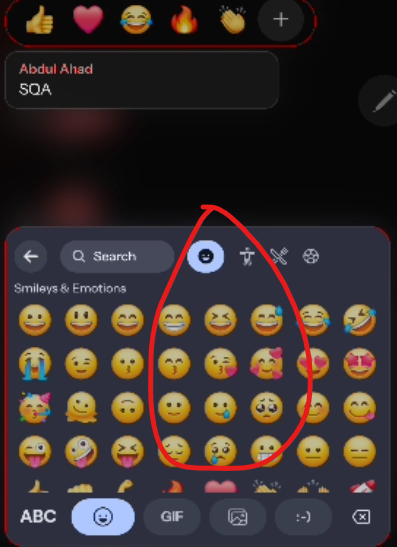 Abdul Ahad
SQA
Search
Smileys & Emotions
ABC
GIF
:-)